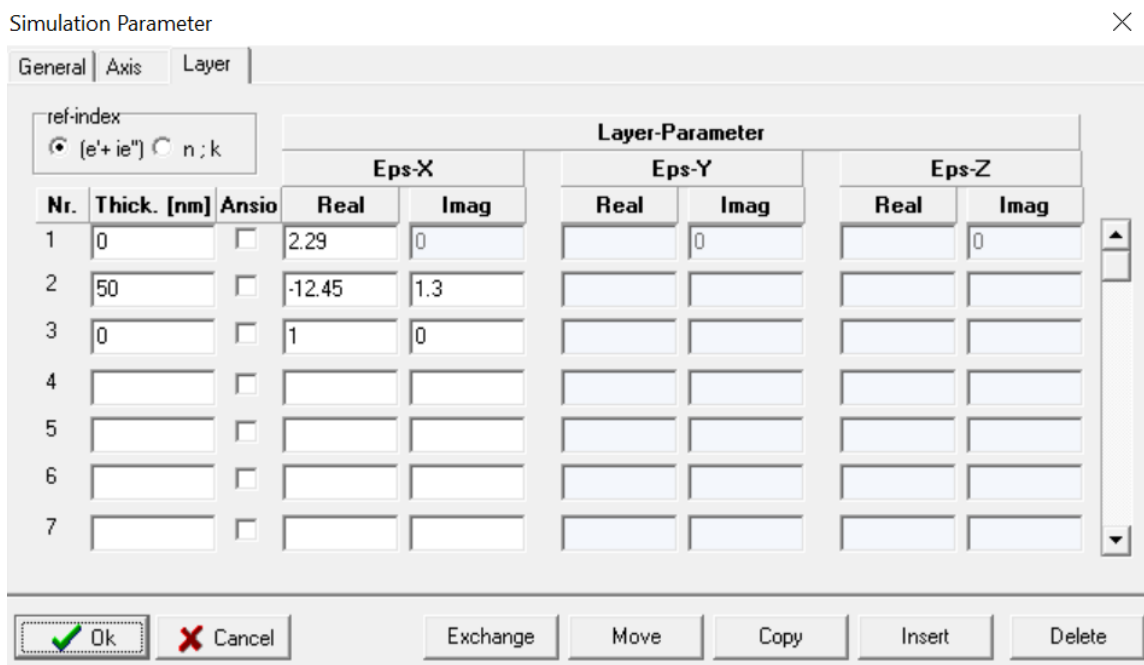 Simulation Parameter
General Axis Layer
ref-index
(e'+ ie'') n ; k
Layer-Parameter
Eps-X Eps-Y Eps-Z
Nr. Thick. [nm] Ansio Real Imag Real Imag Real Imag
1 0 2.29 0 0 0
2 50 -12.45 1.3
3 0 1 0
4
5
6
7
Ok Cancel Exchange Move Copy Insert Delete